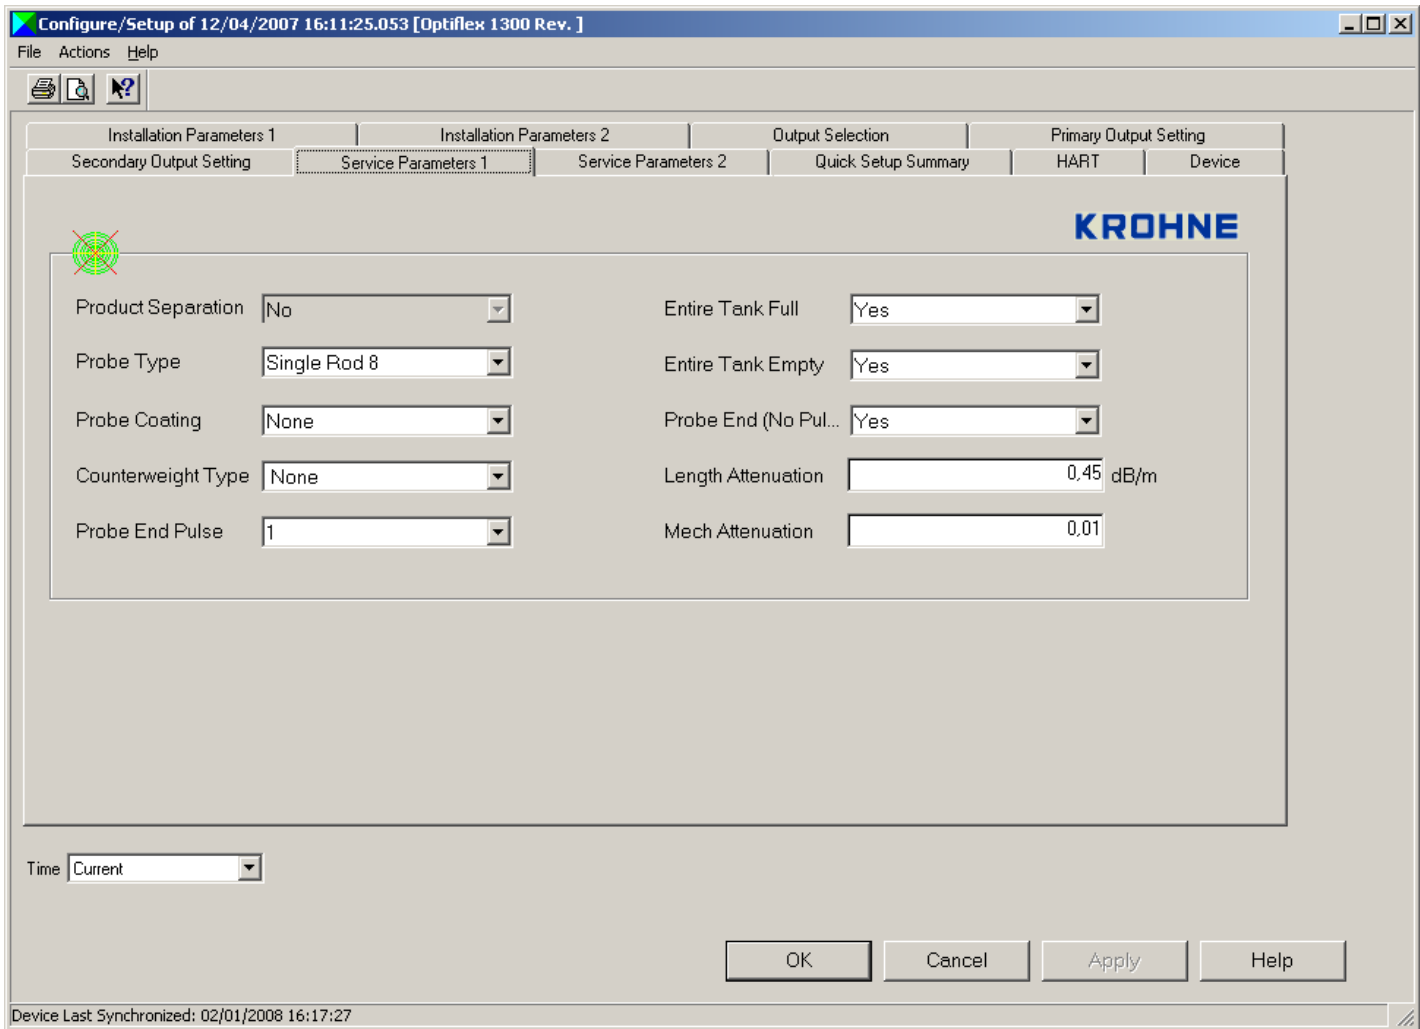 Configure/Setup of 12/04/2007 16:11:25.053 [Optiflex 1300 Rev. ]
File Actions Help
Installation Parameters 1 Installation Parameters 2 Output Selection Primary Output Setting
Secondary Output Setting Service Parameters 1 Service Parameters 2 Quick Setup Summary HART Device
KROHNE
Product Separation No Entire Tank Full Yes
Probe Type Single Rod 8 Entire Tank Empty Yes
Probe Coating None Probe End (No Pul... Yes
Counterweight Type None Length Attenuation 0,45 dB/m
Probe End Pulse 1 Mech Attenuation 0,01
Time Current
OK Cancel Apply Help
Device Last Synchronized: 02/01/2008 16:17:27